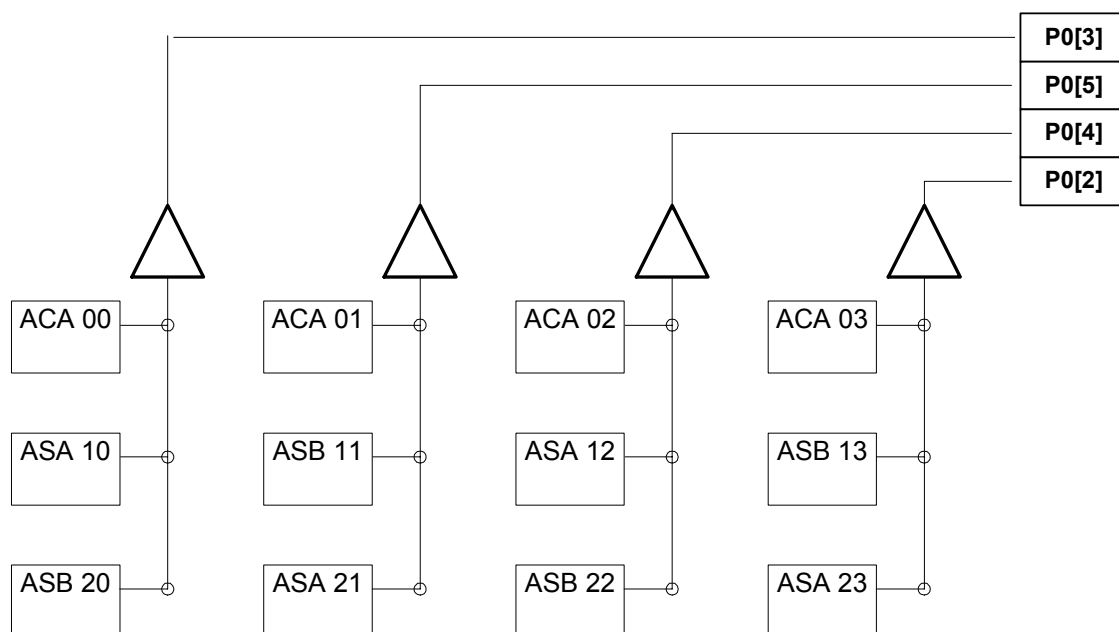 P0[3]
P0[5]
P0[4]
P0[2]
ACA 00
ACA 01
ACA 02
ACA 03
ASA 10
ASB 11
ASA 12
ASB 13
ASB 20
ASA 21
ASB 22
ASA 23